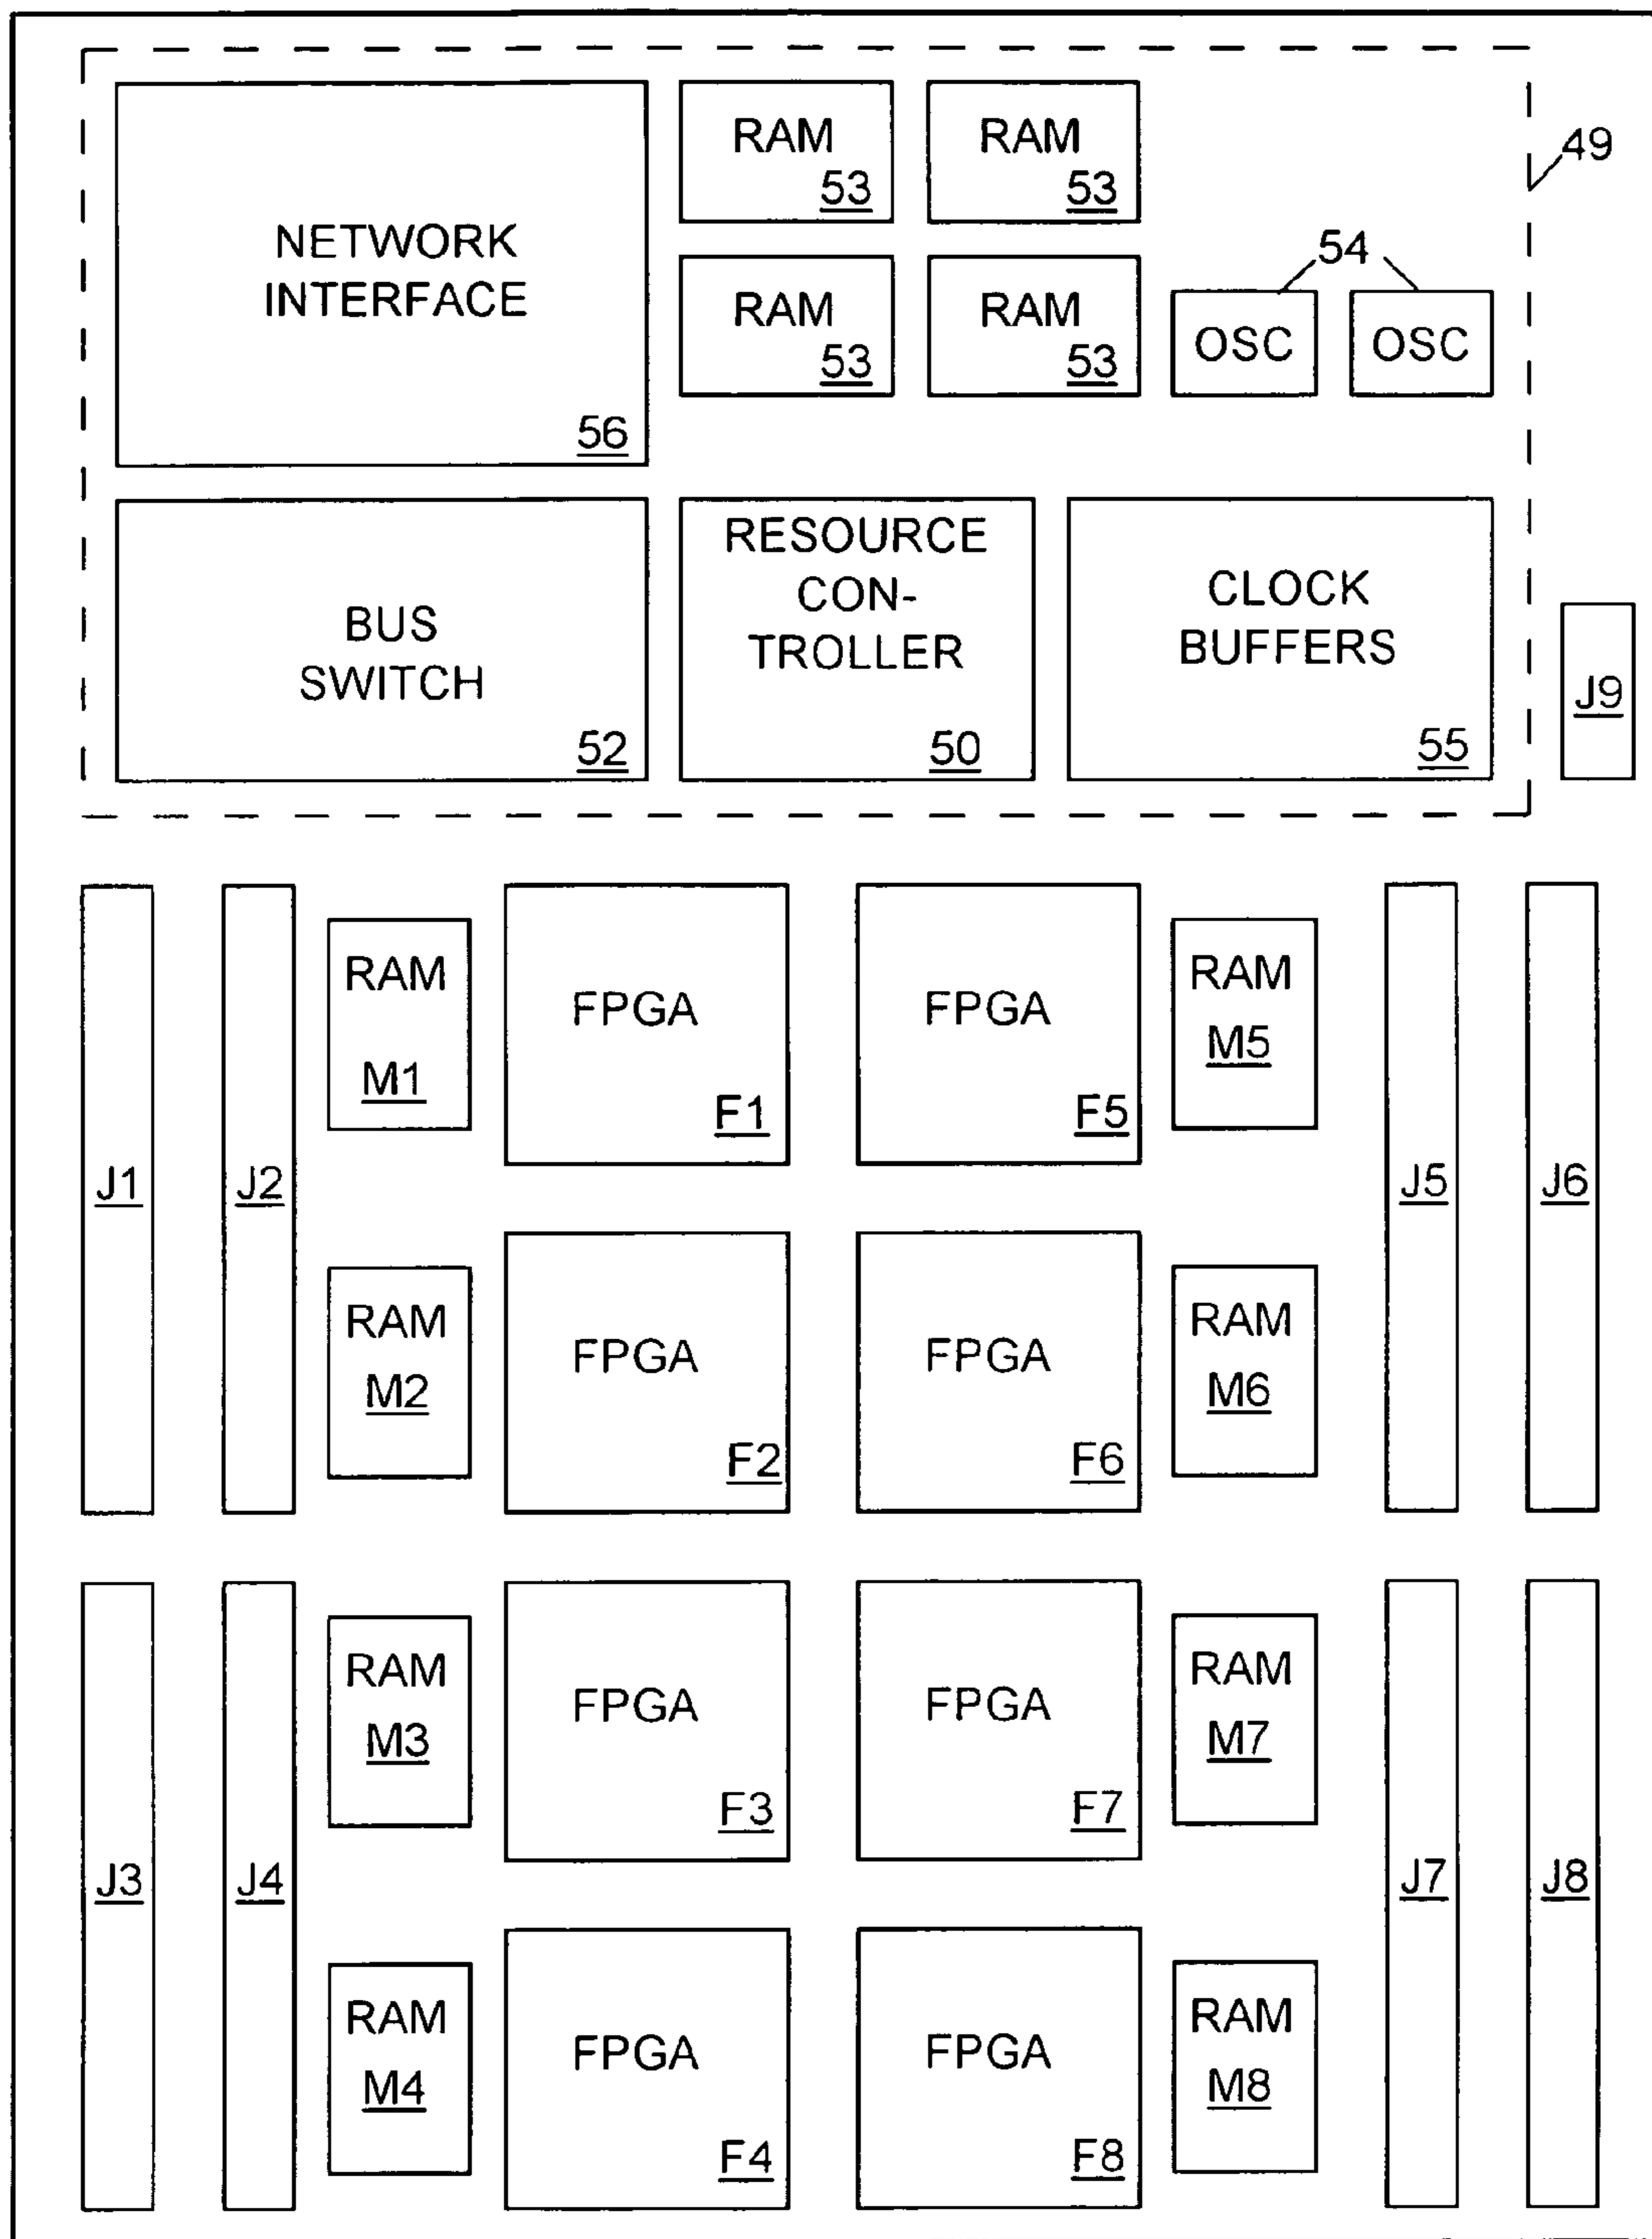 NETWORK
INTERFACE
56
RAM
53
RAM
53
RAM
53
RAM
53
49
54
OSC
OSC
BUS
SWITCH
52
RESOURCE
CON-
TROLLER
50
CLOCK
BUFFERS
55
J9
J1
J2
RAM
M1
FPGA
F1
FPGA
F5
RAM
M5
J5
J6
RAM
M2
FPGA
F2
FPGA
F6
RAM
M6
J3
J4
RAM
M3
FPGA
F3
FPGA
F7
RAM
M7
J7
J8
RAM
M4
FPGA
F4
FPGA
F8
RAM
M8